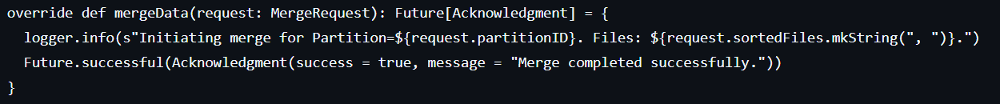 override def mergeData(request: MergeRequest): Future[Acknowledgment] = {
  logger.info(s"Initiating merge for Partition=${request.partitionID}. Files: ${request.sortedFiles.mkString(", ")}.")
  Future.successful(Acknowledgment(success = true, message = "Merge completed successfully."))
}